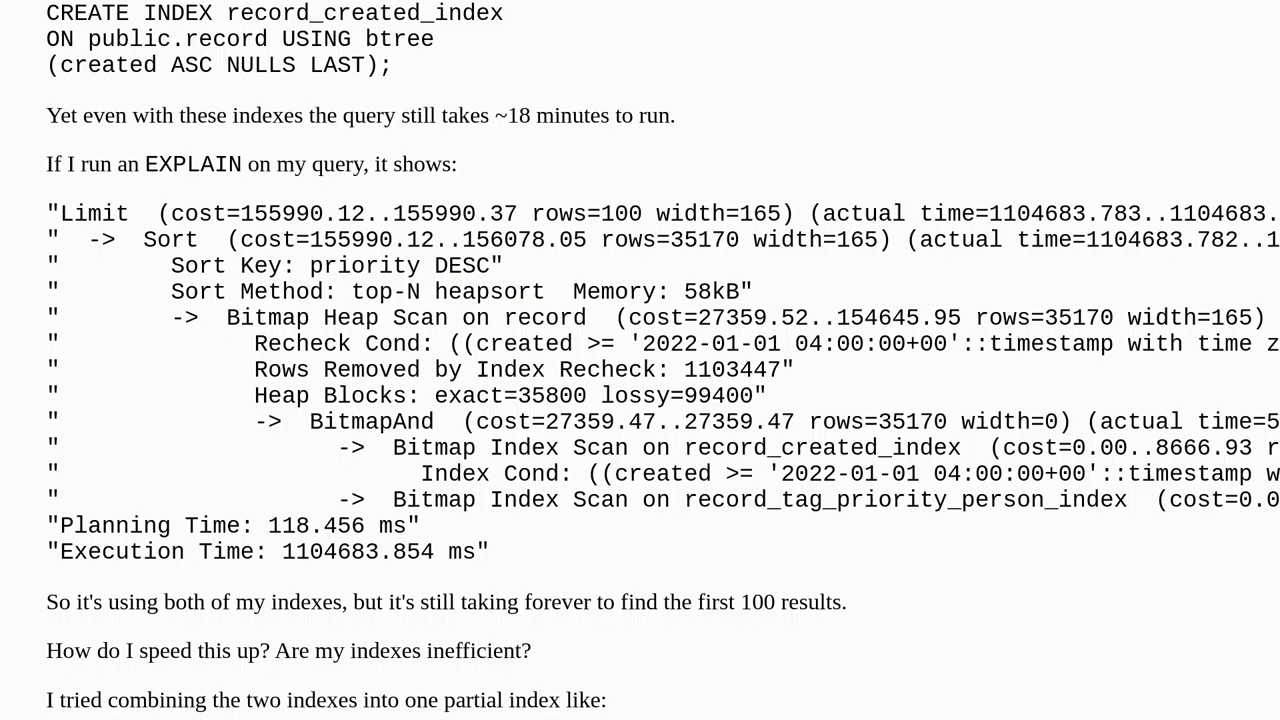 CREATE INDEX record_created_index
ON public.record USING btree
(created ASC NULLS LAST);
Yet even with these indexes the query still takes ~18 minutes to run.
If I run an EXPLAIN on my query, it shows:
"Limit  (cost=155990.12..155990.37 rows=100 width=165) (actual time=1104683.783..1104683.
"  ->  Sort  (cost=155990.12..156078.05 rows=35170 width=165) (actual time=1104683.782..1
"        Sort Key: priority DESC"
"        Sort Method: top-N heapsort  Memory: 58kB"
"        ->  Bitmap Heap Scan on record  (cost=27359.52..154645.95 rows=35170 width=165)
"              Recheck Cond: ((created >= '2022-01-01 04:00:00+00'::timestamp with time z
"              Rows Removed by Index Recheck: 1103447"
"              Heap Blocks: exact=35800 lossy=99400"
"              ->  BitmapAnd  (cost=27359.47..27359.47 rows=35170 width=0) (actual time=5
"                    ->  Bitmap Index Scan on record_created_index  (cost=0.00..8666.93 r
"                          Index Cond: ((created >= '2022-01-01 04:00:00+00'::timestamp w
"                    ->  Bitmap Index Scan on record_tag_priority_person_index  (cost=0.0
"Planning Time: 118.456 ms"
"Execution Time: 1104683.854 ms"
So it's using both of my indexes, but it's still taking forever to find the first 100 results.
How do I speed this up? Are my indexes inefficient?
I tried combining the two indexes into one partial index like: